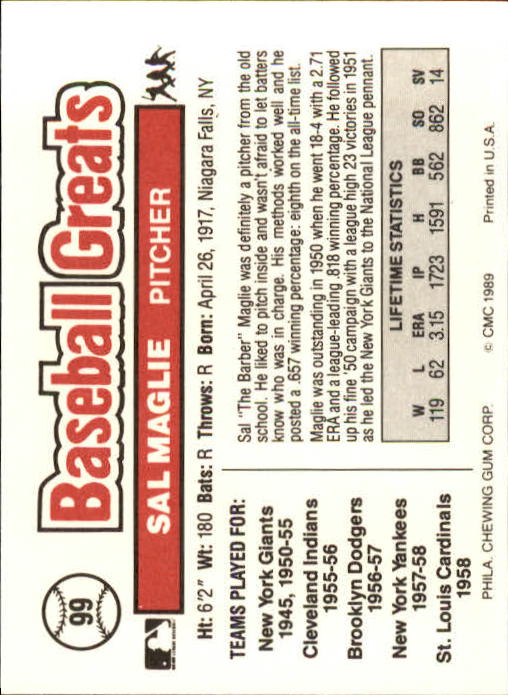 99
Baseball Greats
SAL MAGLIE PITCHER
Ht: 6'2" Wt: 180 Bats: R Throws: R Born: April 26, 1917, Niagara Falls, NY
TEAMS PLAYED FOR:
New York Giants
1945, 1950-55
Cleveland Indians
1955-56
Brooklyn Dodgers
1956-57
New York Yankees
1957-58
St. Louis Cardinals
1958
Sal "The Barber" Maglie was definitely a pitcher from the old
school. He liked to pitch inside and wasn't afraid to let batters
know who was in charge. His methods worked well and he
posted a .657 winning percentage: eighth on the all-time list.
Maglie was outstanding in 1950 when he went 18-4 with a 2.71
ERA and a league-leading .818 winning percentage. He followed
up his fine '50 campaign with a league high 23 victories in 1951
as he led the New York Giants to the National League pennant.
LIFETIME STATISTICS
W L ERA IP H BB SO SV
119 62 3.15 1723 1591 562 862 14
PHILA. CHEWING GUM CORP. © CMC 1989 Printed in U.S.A.